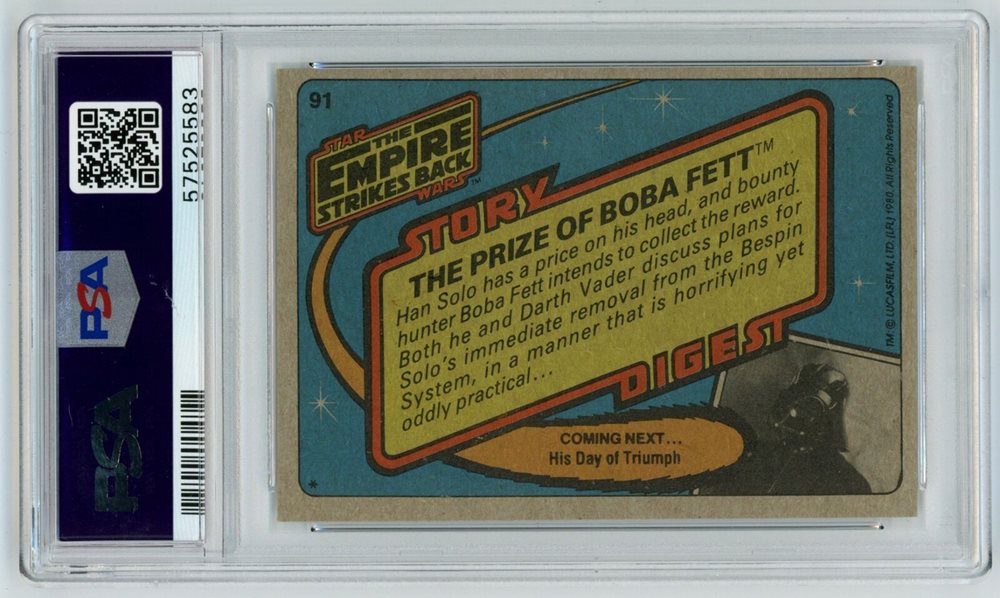 91
STAR
THE
EMPIRE
STRIKES BACK
WARS™
STORY
THE PRIZE OF BOBA FETT™
Han Solo has a price on his head, and bounty
hunter Boba Fett intends to collect the reward.
Both he and Darth Vader discuss plans for
Solo's immediate removal from the Bespin
System, in a manner that is horrifying yet
oddly practical...
DIGEST
COMING NEXT...
His Day of Triumph
*
TM: © LUCASFILM, LTD. (LFL) 1980. All Rights Reserved
57525583
PSA
PSA